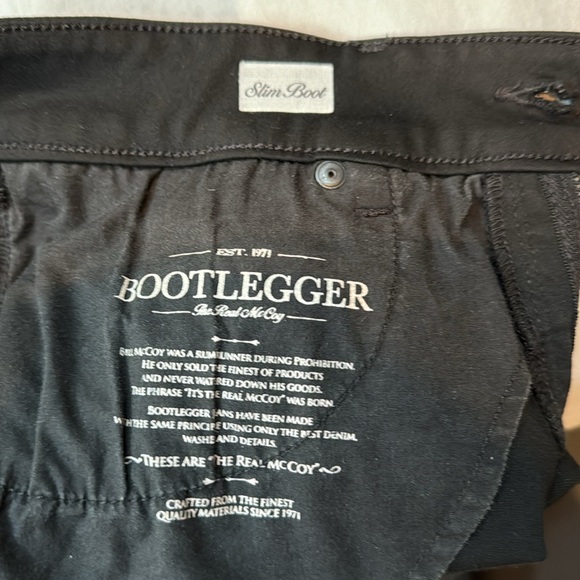 Slim Boot
EST. 1971
BOOTLEGGER
The Real McCoy
BILL MCCOY WAS A RUMRUNNER DURING PROHIBITION.
HE ONLY SOLD THE FINEST OF PRODUCTS
AND NEVER WATERED DOWN HIS GOODS.
THE PHRASE "IT'S THE REAL MCCOY" WAS BORN.
BOOTLEGGER JEANS HAVE BEEN MADE
WITH THE SAME PRINCIPLE USING ONLY THE BEST DENIM,
WASHES AND DETAILS.
~THESE ARE "THE REAL MCCOY"~
CRAFTED FROM THE FINEST
QUALITY MATERIALS SINCE 1971